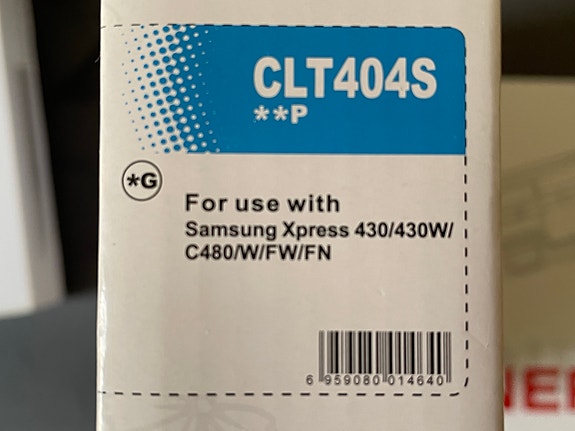 CLT404S
**P
*G
For use with
Samsung Xpress 430/430W/
C480/W/FW/FN
6 959080 014640